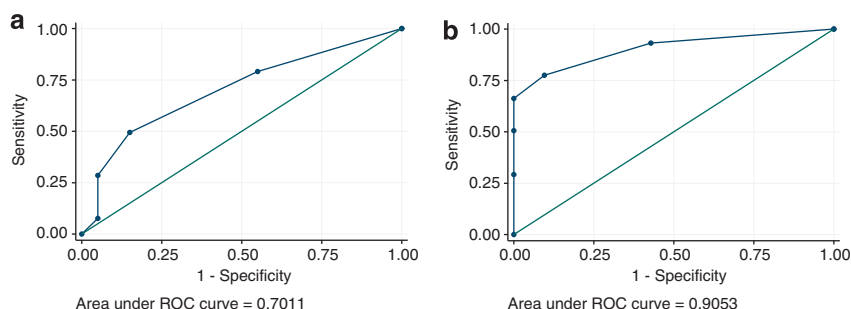 a
1.00
0.75
0.50
0.25
0.00
Sensitivity
0.00 0.25 0.50 0.75 1.00
1 - Specificity
Area under ROC curve = 0.7011
b
1.00
0.75
0.50
0.25
0.00
Sensitivity
0.00 0.25 0.50 0.75 1.00
1 - Specificity
Area under ROC curve = 0.9053